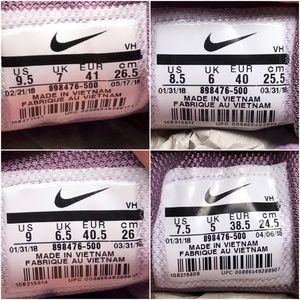 VH
US UK EUR CM
9.5 7 41 26.5
02/21/18 05/17/18
898476-500
MADE IN VIETNAM
FABRIQUE AU VIETNAM
VH
US UK EUR CM
8.5 6 40 25.5
01/31/18 03/31/18
898476-500
MADE IN VIETNAM
FABRIQUE AU VIETNAM
VH
US UK EUR CM
9 6.5 40.5 26
01/31/18 898476-500 03/31/18
MADE IN VIETNAM
FABRIQUE AU VIETNAM
VH
US UK EUR CM
7.5 5 38.5 24.5
01/31/18 898476-500 04/06/18
MADE IN VIETNAM
FABRIQUE AU VIETNAM